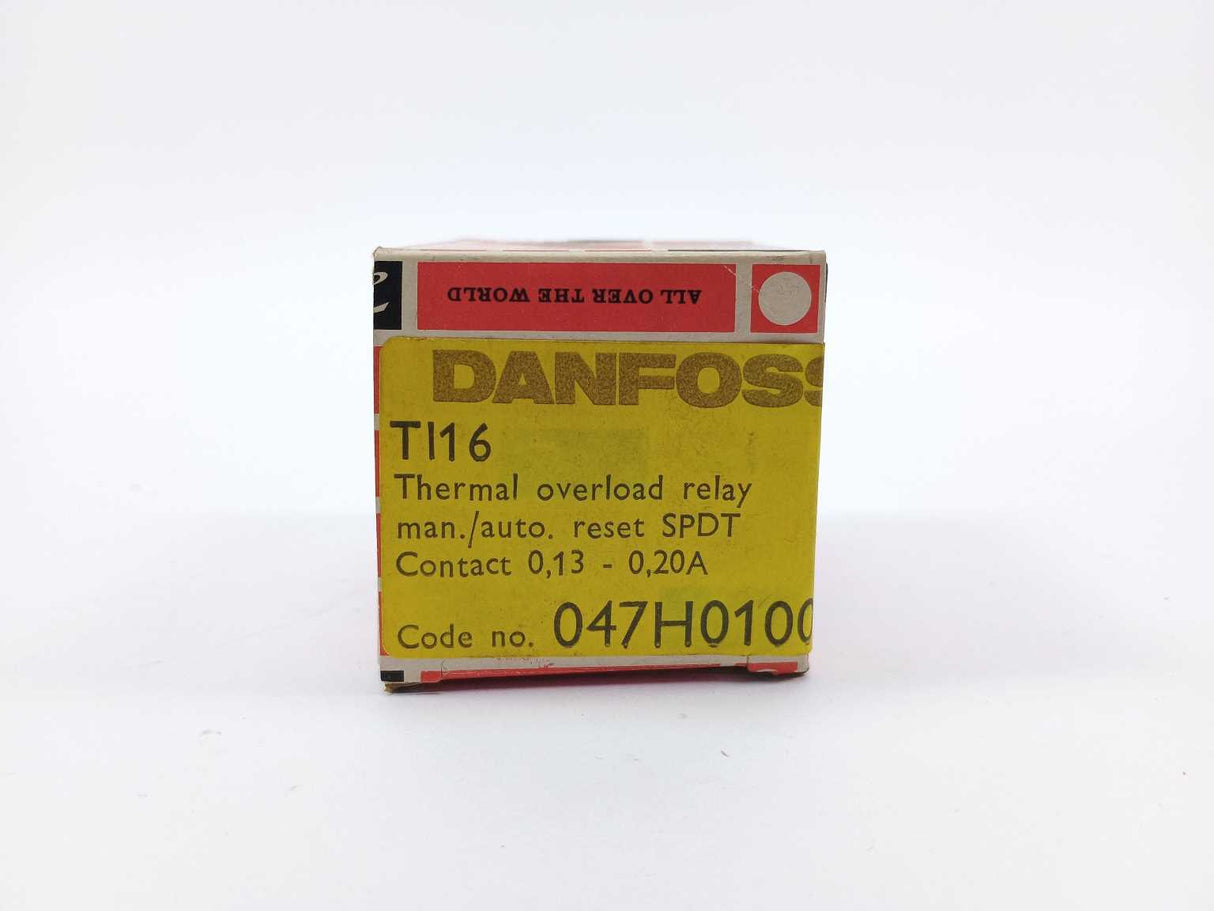 ALL OVER THE WORLD
DANFOSS
TI16
Thermal overload relay
man./auto. reset SPDT
Contact 0,13 - 0,20A
Code no. 047H0100